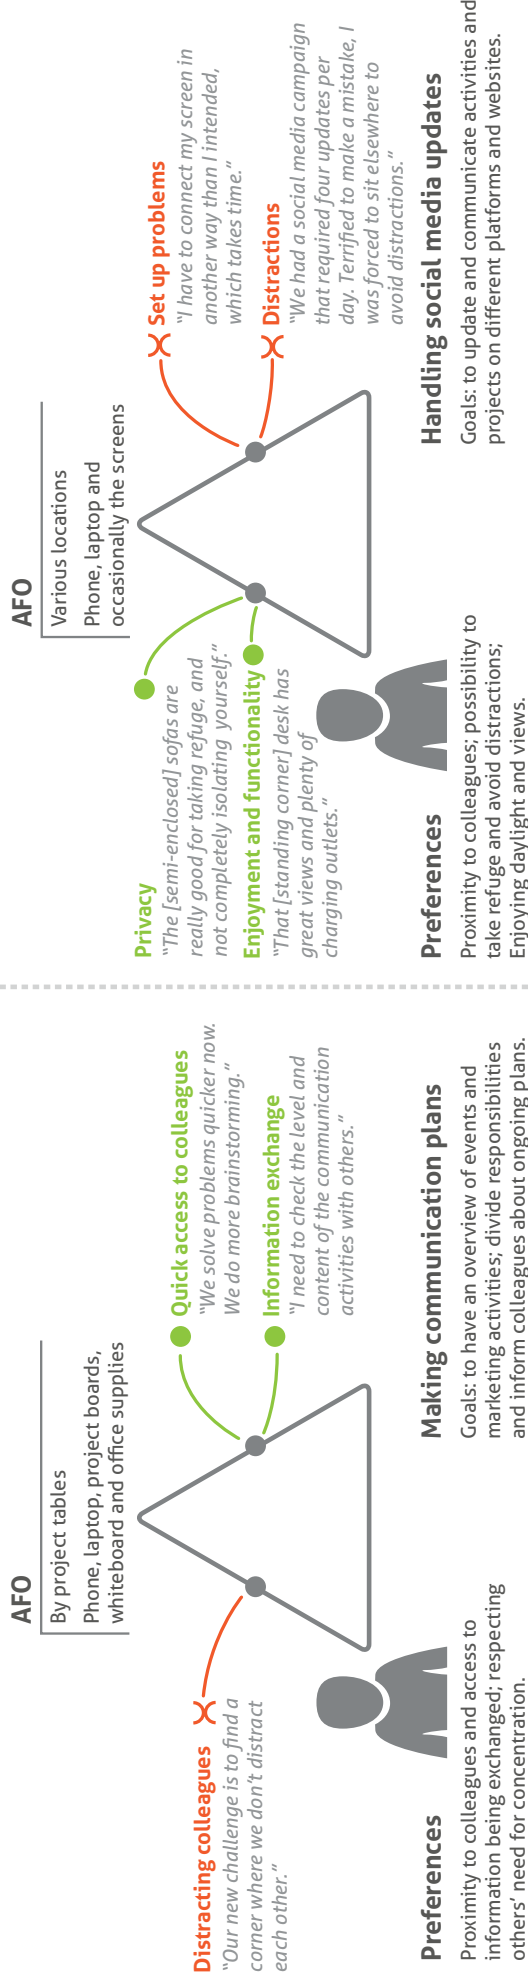 AFO
By project tables
Phone, laptop, project boards,
whiteboard and office supplies
Distracting colleagues
“Our new challenge is to find a
corner where we don’t distract
each other.”
Quick access to colleagues
“We solve problems quicker now.
We do more brainstorming.”
Information exchange
“I need to check the level and
content of the communication
activities with others.”
Preferences
Proximity to colleagues and access to
information being exchanged; respecting
others’ need for concentration.
Making communication plans
Goals: to have an overview of events and
marketing activities; divide responsibilities
and inform colleagues about ongoing plans.
AFO
Various locations
Phone, laptop and
occasionally the screens
Privacy
“The [semi-enclosed] sofas are
really good for taking refuge, and
not completely isolating yourself.”
Enjoyment and functionality
“That [standing corner] desk has
great views and plenty of
charging outlets.”
Set up problems
“I have to connect my screen in
another way than I intended,
which takes time.”
Distractions
“We had a social media campaign
that required four updates per
day. Terrified to make a mistake, I
was forced to sit elsewhere to
avoid distractions.”
Preferences
Proximity to colleagues; possibility to
take refuge and avoid distractions;
Enjoying daylight and views.
Handling social media updates
Goals: to update and communicate activities and
projects on different platforms and websites.